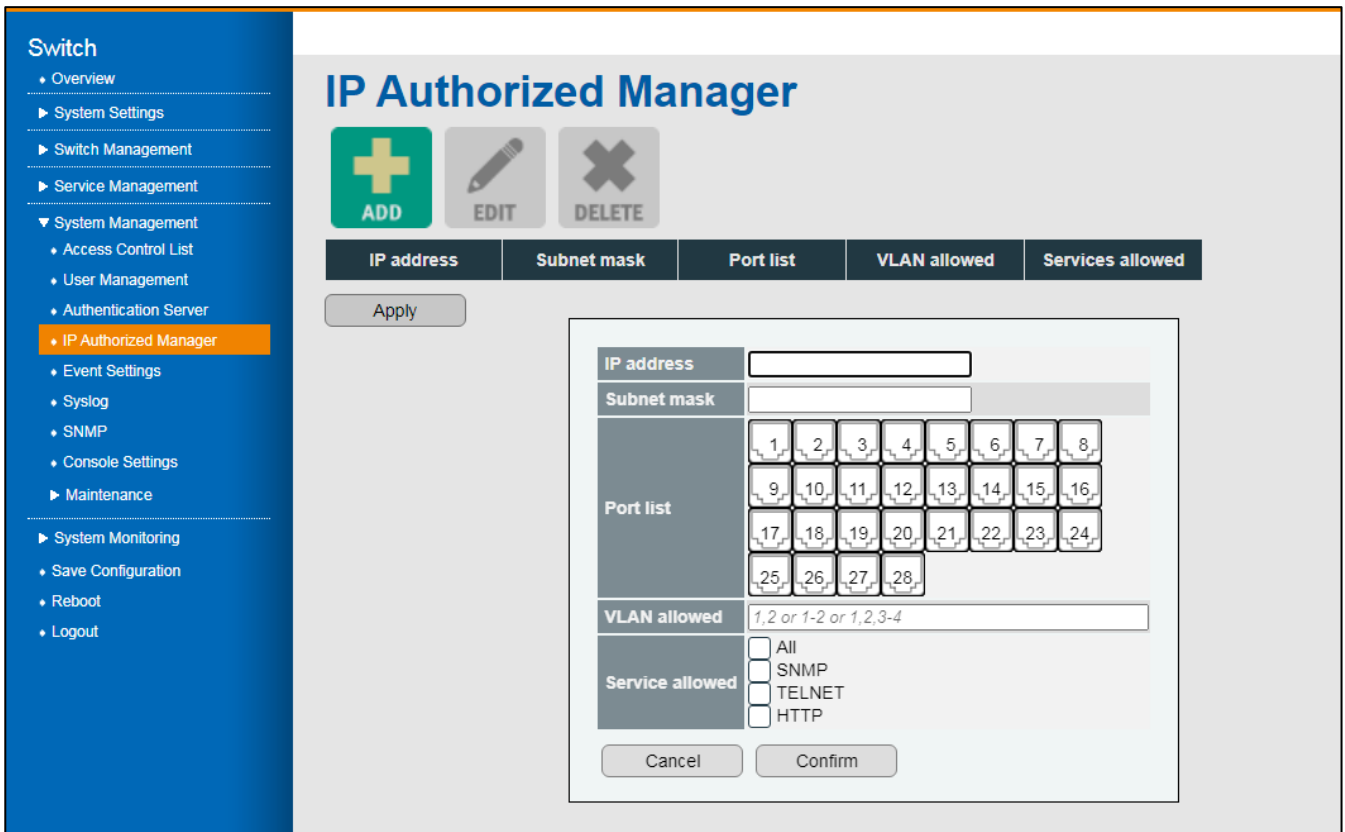 Switch
Overview
System Settings
Switch Management
Service Management
System Management
Access Control List
User Management
Authentication Server
IP Authorized Manager
Event Settings
Syslog
SNMP
Console Settings
Maintenance
System Monitoring
Save Configuration
Reboot
Logout
IP Authorized Manager
ADD EDIT DELETE
IP address Subnet mask Port list VLAN allowed Services allowed
Apply
IP address
Subnet mask
Port list
1 2 3 4 5 6 7 8
9 10 11 12 13 14 15 16
17 18 19 20 21 22 23 24
25 26 27 28
VLAN allowed 1,2 or 1-2 or 1,2,3-4
Service allowed
All
SNMP
TELNET
HTTP
Cancel Confirm